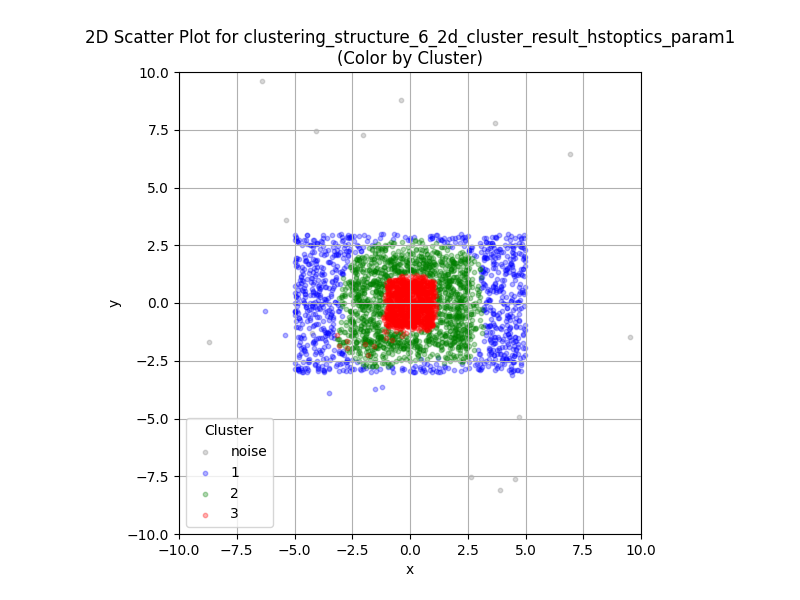 2D Scatter Plot for clustering_structure_6_2d_cluster_result_hstoptics_param1
(Color by Cluster)
10.0
7.5
5.0
2.5
0.0
−2.5
−5.0
−7.5
−10.0
y
Cluster
noise
1
2
3
−10.0 −7.5 −5.0 −2.5 0.0 2.5 5.0 7.5 10.0
x